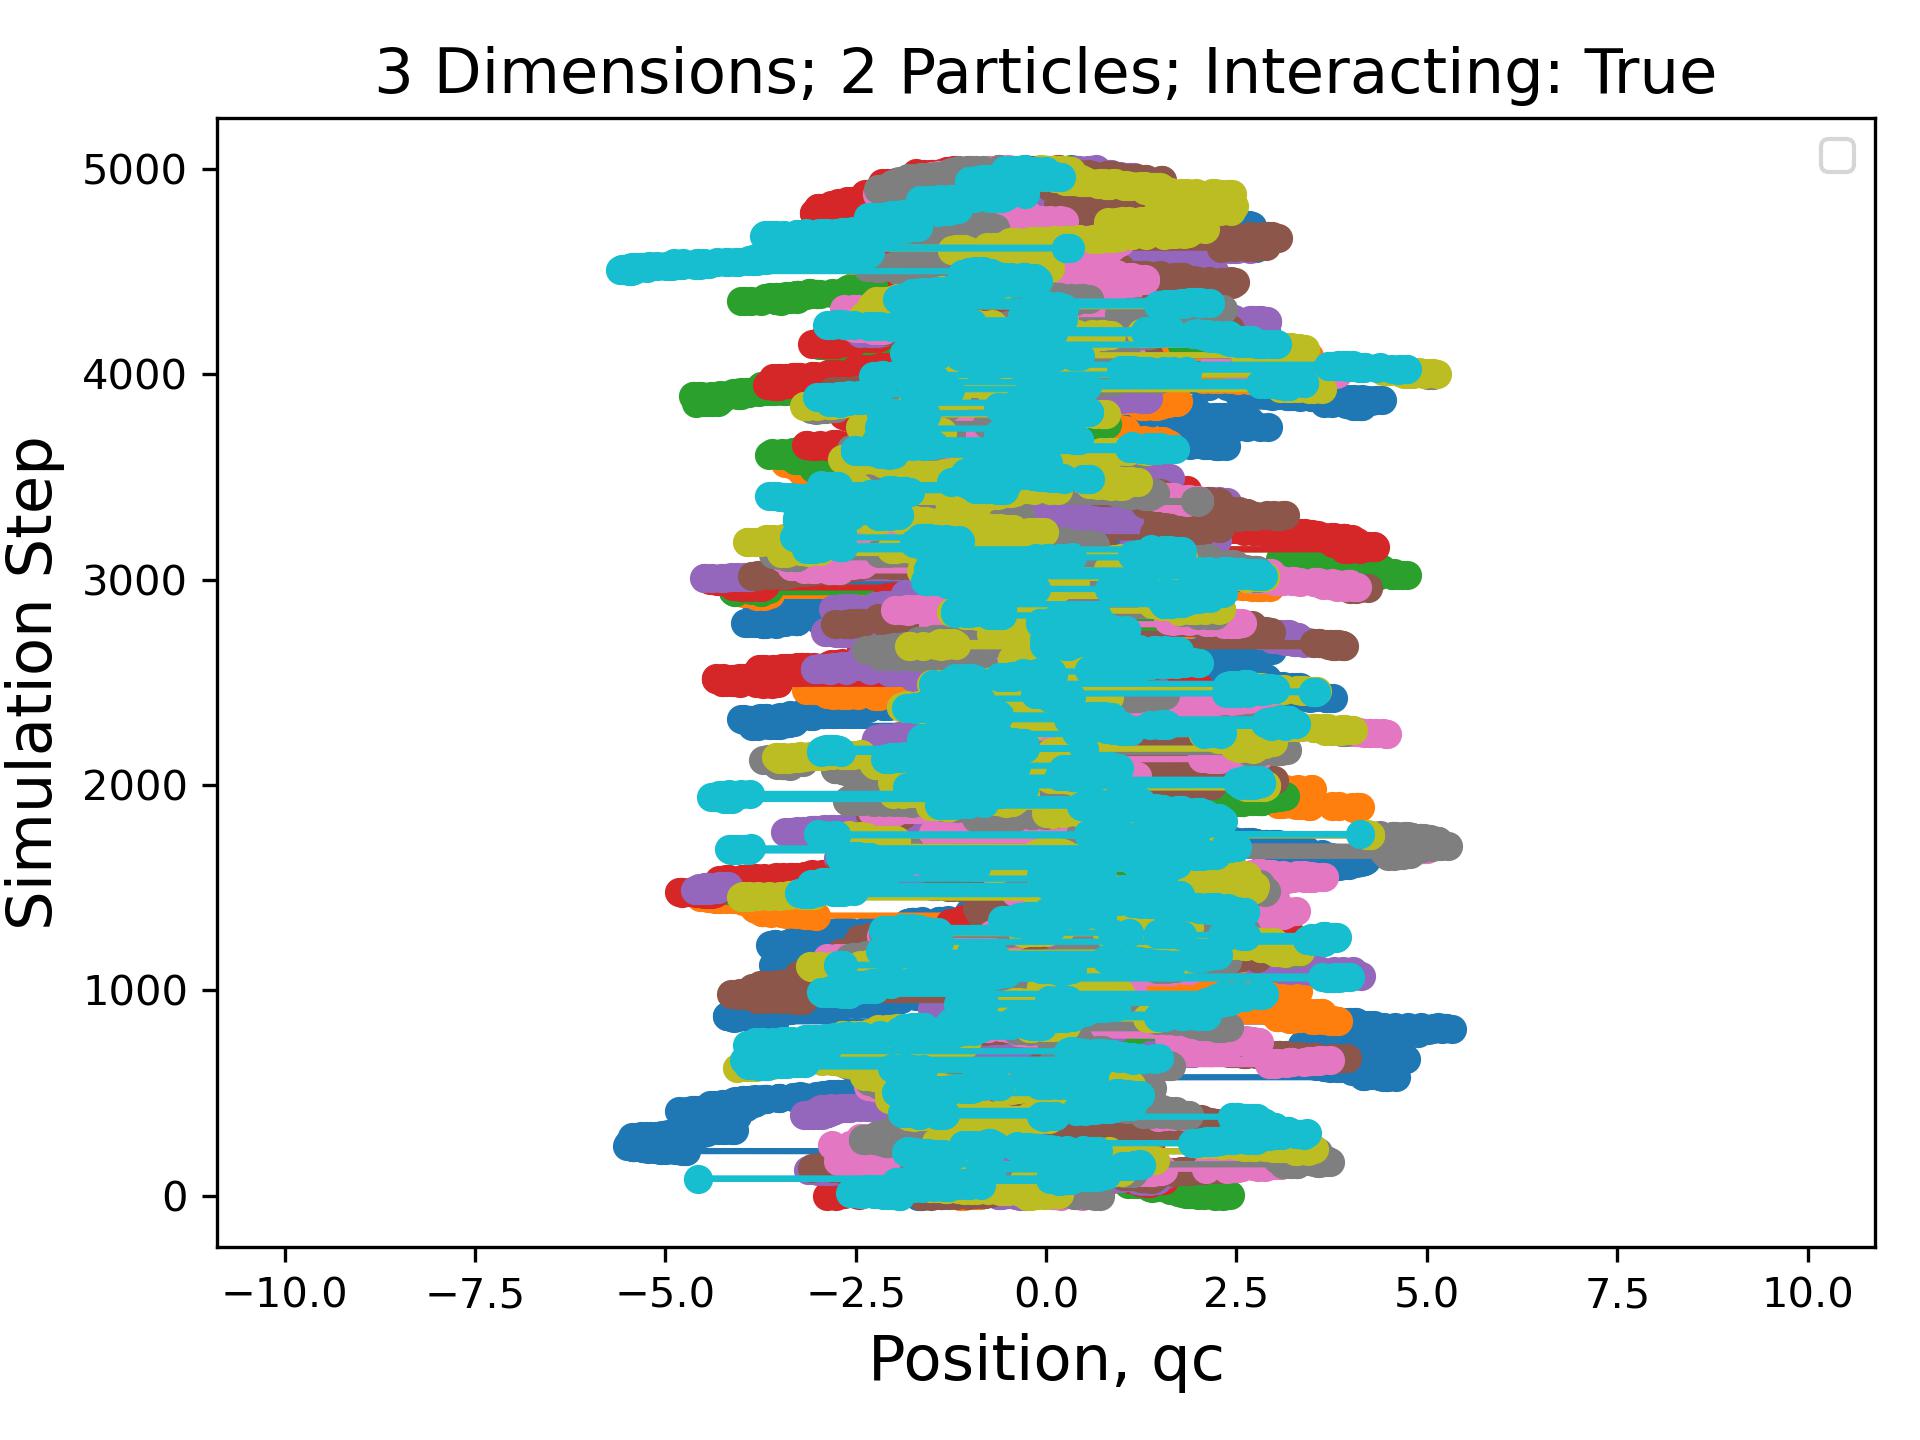 3 Dimensions; 2 Particles; Interacting: True
5000
4000
3000
2000
1000
0
Simulation Step
−10.0 −7.5 −5.0 −2.5 0.0 2.5 5.0 7.5 10.0
Position, qc